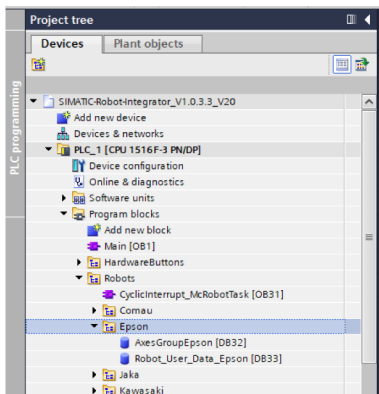 Project tree
Devices
Plant objects
PLC programming
SIMATIC-Robot-Integrator_V1.0.3.3_V20
Add new device
Devices & networks
PLC_1 [CPU 1516F-3 PN/DP]
Device configuration
Online & diagnostics
Software units
Program blocks
Add new block
Main [OB1]
HardwareButtons
Robots
CyclicInterrupt_McRobotTask [OB31]
Comau
Epson
AxesGroupEpson [DB32]
Robot_User_Data_Epson [DB33]
Jaka
Kawasaki